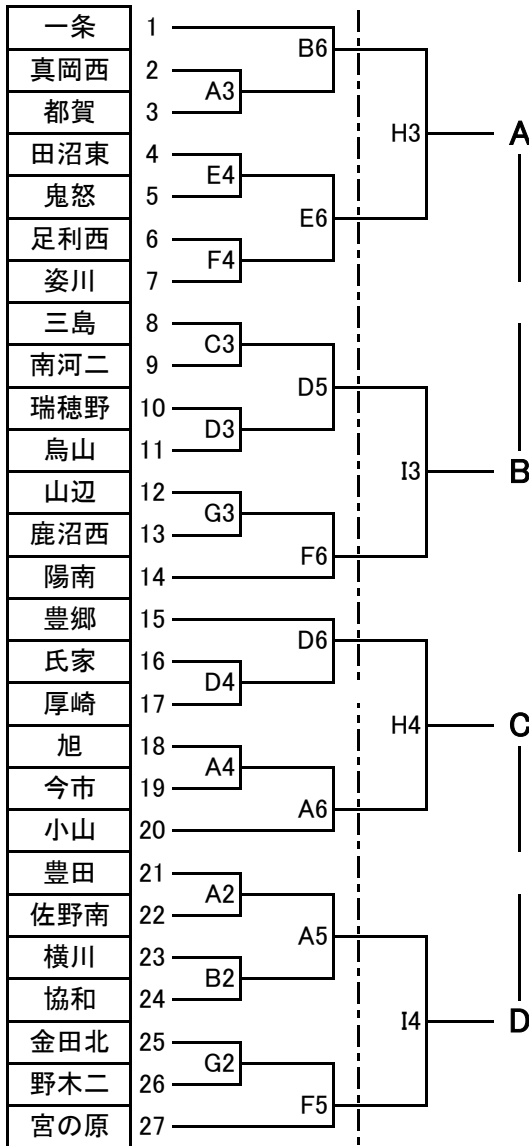 一条 1
B6
真岡西 2
A3
都賀 3
H3 A
田沼東 4
E4
鬼怒 5
E6
足利西 6
F4
姿川 7
三島 8
C3
南河二 9
D5
瑞穂野 10
D3
烏山 11
I3 B
山辺 12
G3
鹿沼西 13
F6
陽南 14
豊郷 15
D6
氏家 16
D4
厚崎 17
H4 C
旭 18
A4
今市 19
A6
小山 20
豊田 21
A2
佐野南 22
A5
横川 23
B2
協和 24
I4 D
金田北 25
G2
野木二 26
F5
宮の原 27